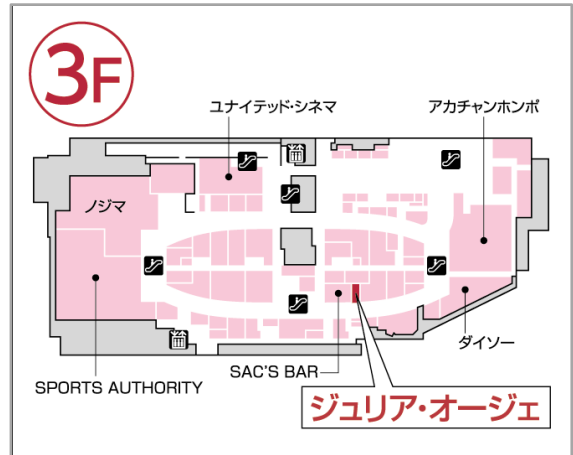 3F
ユナイテッド・シネマ
アカチャンホンポ
ノジマ
ダイソー
SAC'S BAR
SPORTS AUTHORITY
ジュリア・オージェ